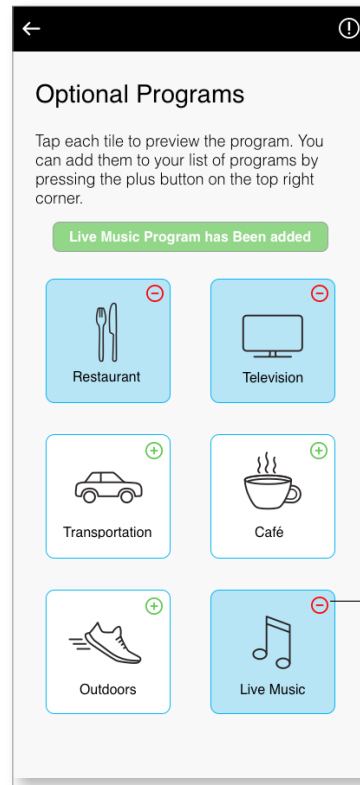 Optional Programs
Tap each tile to preview the program. You
can add them to your list of programs by
pressing the plus button on the top right
corner.
Live Music Program has Been added
Restaurant
Television
Transportation
Café
Outdoors
Live Music